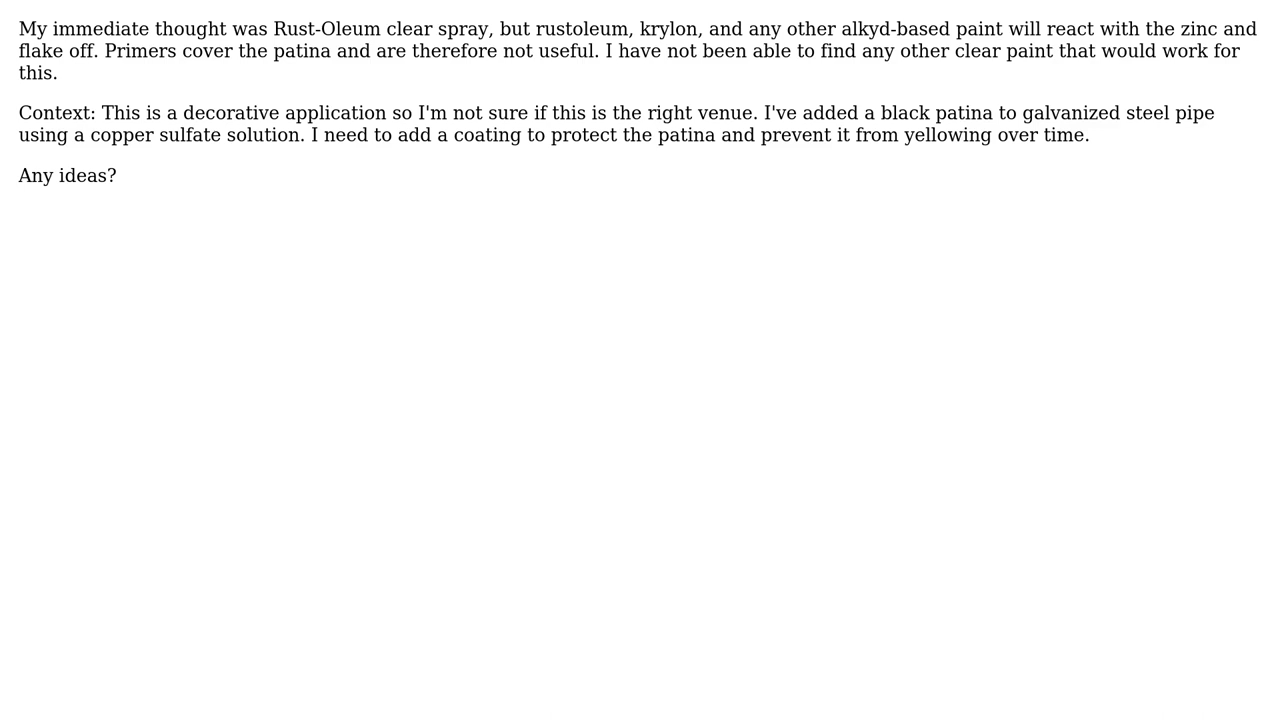 My immediate thought was Rust-Oleum clear spray, but rustoleum, krylon, and any other alkyd-based paint will react with the zinc and
flake off. Primers cover the patina and are therefore not useful. I have not been able to find any other clear paint that would work for
this.
Context: This is a decorative application so I'm not sure if this is the right venue. I've added a black patina to galvanized steel pipe
using a copper sulfate solution. I need to add a coating to protect the patina and prevent it from yellowing over time.
Any ideas?